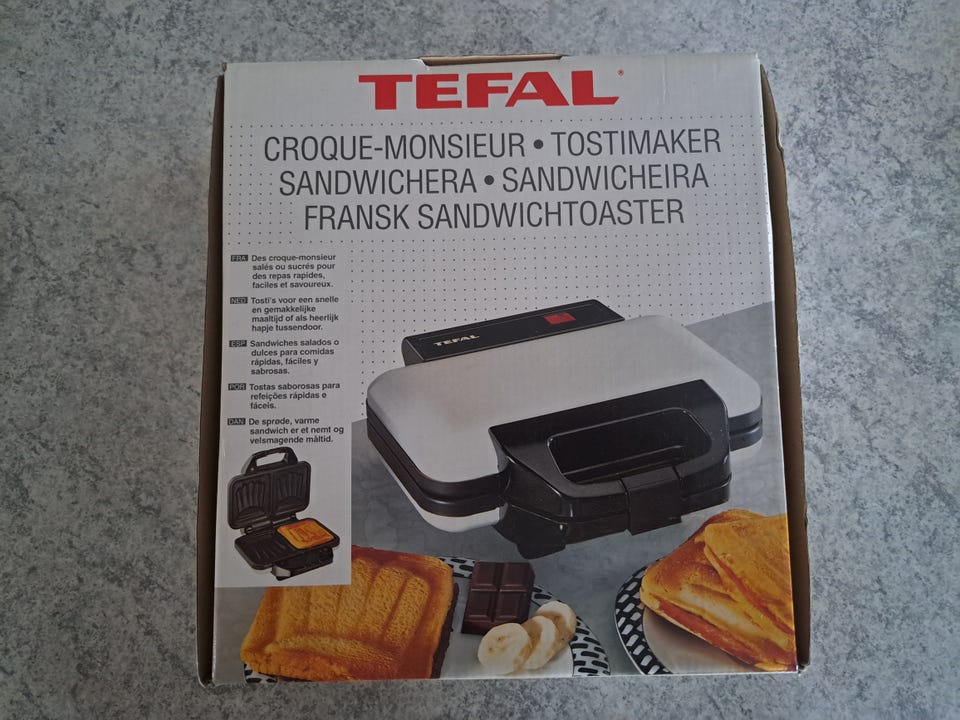 TEFAL®
CROQUE-MONSIEUR • TOSTIMAKER
SANDWICHERA • SANDWICHEIRA
FRANSK SANDWICHTOASTER
FRA Des croque-monsieur
salés ou sucrés pour
des repas rapides,
faciles et savoureux.
NED Tosti's voor een snelle
en gemakkelijke
maaltijd of als heerlijk
hapje tussendoor.
ESP Sandwiches salados o
dulces para comidas
rápidas, fáciles y
sabrosas.
POR Tostas saborosas para
refeições rápidas e
fáceis.
DAN De sprøde, varme
sandwich er et nemt og
velsmagende måltid.
TEFAL